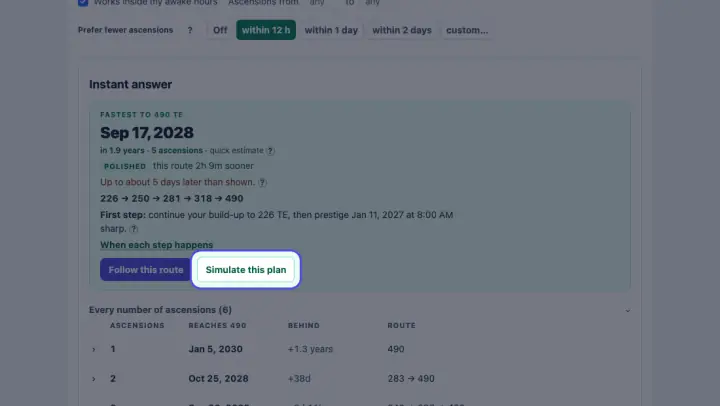 Works inside my awake hours Ascensions from any to any
Prefer fewer ascensions ? Off within 12 h within 1 day within 2 days custom...
Instant answer
FASTEST TO 490 TE
Sep 17, 2028
in 1.9 years · 5 ascensions · quick estimate ?
POLISHED this route 2h 9m sooner
Up to about 5 days later than shown. ?
226 → 250 → 281 → 318 → 490
First step: continue your build-up to 226 TE, then prestige Jan 11, 2027 at 8:00 AM
sharp. ?
When each step happens
Follow this route Simulate this plan
Every number of ascensions (6)
ASCENSIONS REACHES 490 BEHIND ROUTE
1 Jan 5, 2030 +1.3 years 490
2 Oct 25, 2028 +38d 283 → 490